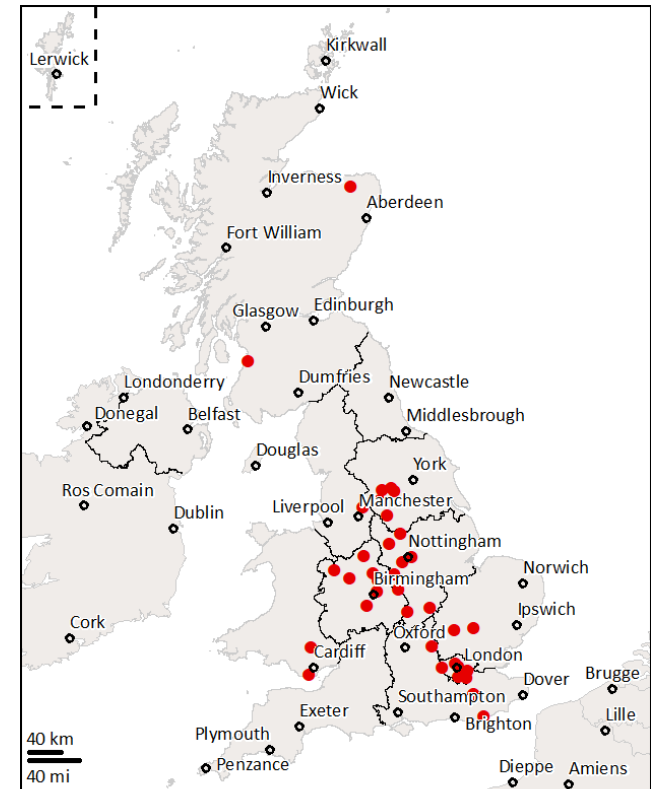 Kirkwall
Lerwick
Wick
Inverness
Aberdeen
Fort William
Glasgow
Edinburgh
Dumfries
Londonderry
Newcastle
Donegal
Belfast
Middlesbrough
Douglas
York
Ros Comain
Manchester
Liverpool
Dublin
Nottingham
Norwich
Birmingham
Ipswich
Cork
Oxford
Cardiff
London
Dover
Brugge
Southampton
Exeter
Lille
Brighton
Plymouth
40 km
Penzance
Dieppe
Amiens
40 mi